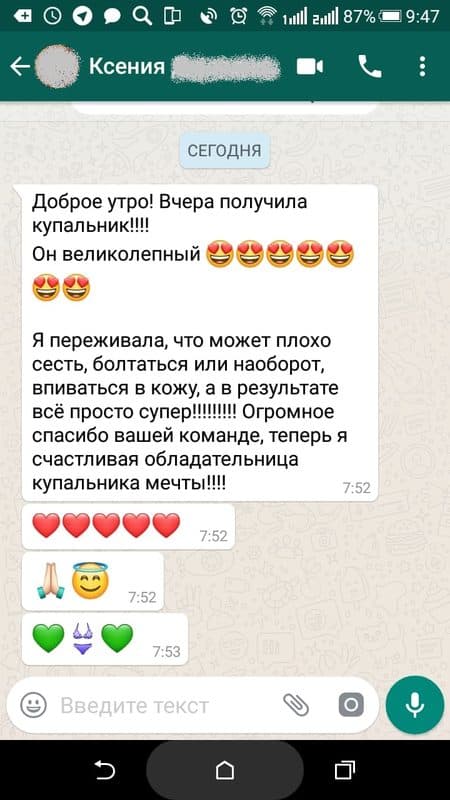 87% 9:47
Ксения
СЕГОДНЯ
Доброе утро! Вчера получила
купальник!!!!
Он великолепный 😍😍😍😍😍
😍😍
Я переживала, что может плохо
сесть, болтаться или наоборот,
впиваться в кожу, а в результате
всё просто супер!!!!!!!!! Огромное
спасибо вашей команде, теперь я
счастливая обладательница
купальника мечты!!!!
7:52
❤️❤️❤️❤️❤️ 7:52
🙏🏻😇 7:52
💚👙💚 7:53
Введите текст